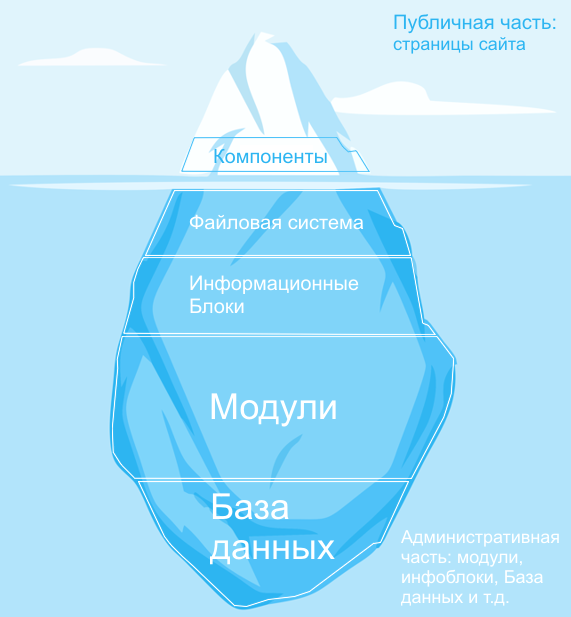 Публичная часть:
страницы сайта
Компоненты
Файловая система
Информационные
Блоки
Модули
База
данных
Административная
часть: модули,
инфоблоки, База
данных и т.д.